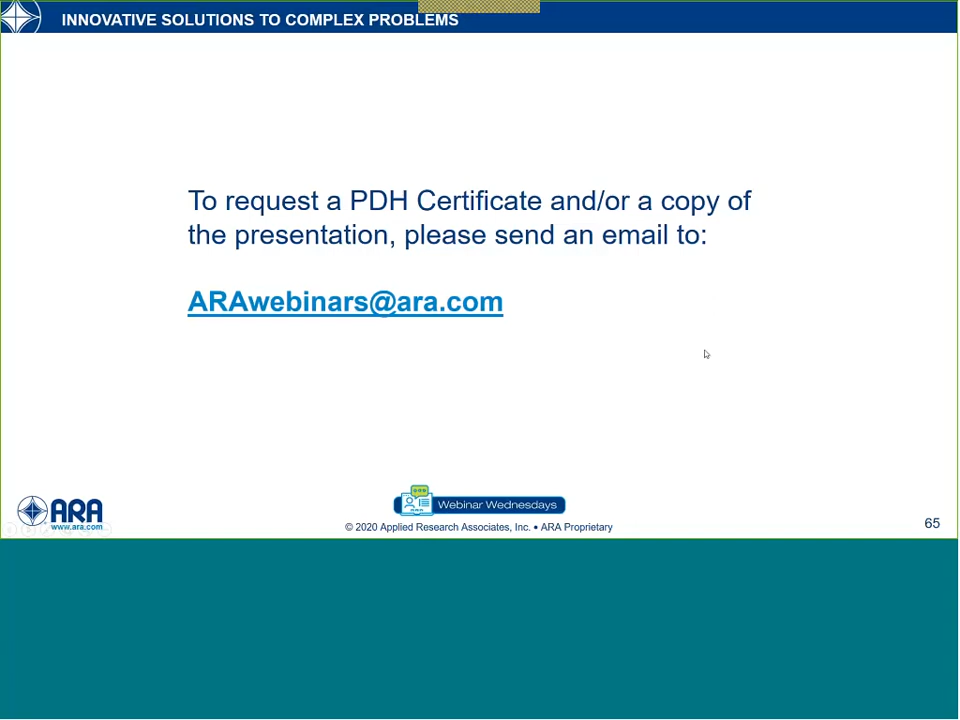 INNOVATIVE SOLUTIONS TO COMPLEX PROBLEMS
To request a PDH Certificate and/or a copy of
the presentation, please send an email to:
ARAwebinars@ara.com
ARA
www.ara.com
Webinar Wednesdays
© 2020 Applied Research Associates, Inc. • ARA Proprietary
65